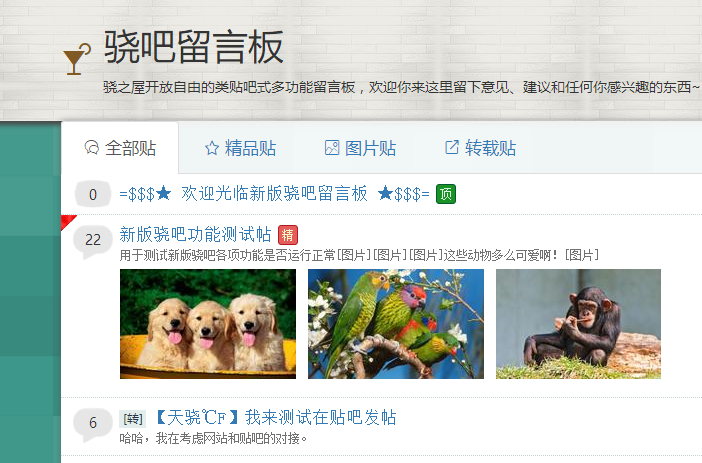 骁吧留言板
骁之屋开放自由的类贴吧式多功能留言板，欢迎你来这里留下意见、建议和任何你感兴趣的东西~
全部贴 精品贴 图片贴 转载贴
0 =$$$★ 欢迎光临新版骁吧留言板 ★$$$= 顶
22 新版骁吧功能测试帖 精
用于测试新版骁吧各项功能是否运行正常[图片][图片][图片]这些动物多么可爱啊！[图片]
6 [转] 【天骁℃F】我来测试在贴吧发帖
哈哈，我在考虑网站和贴吧的对接。